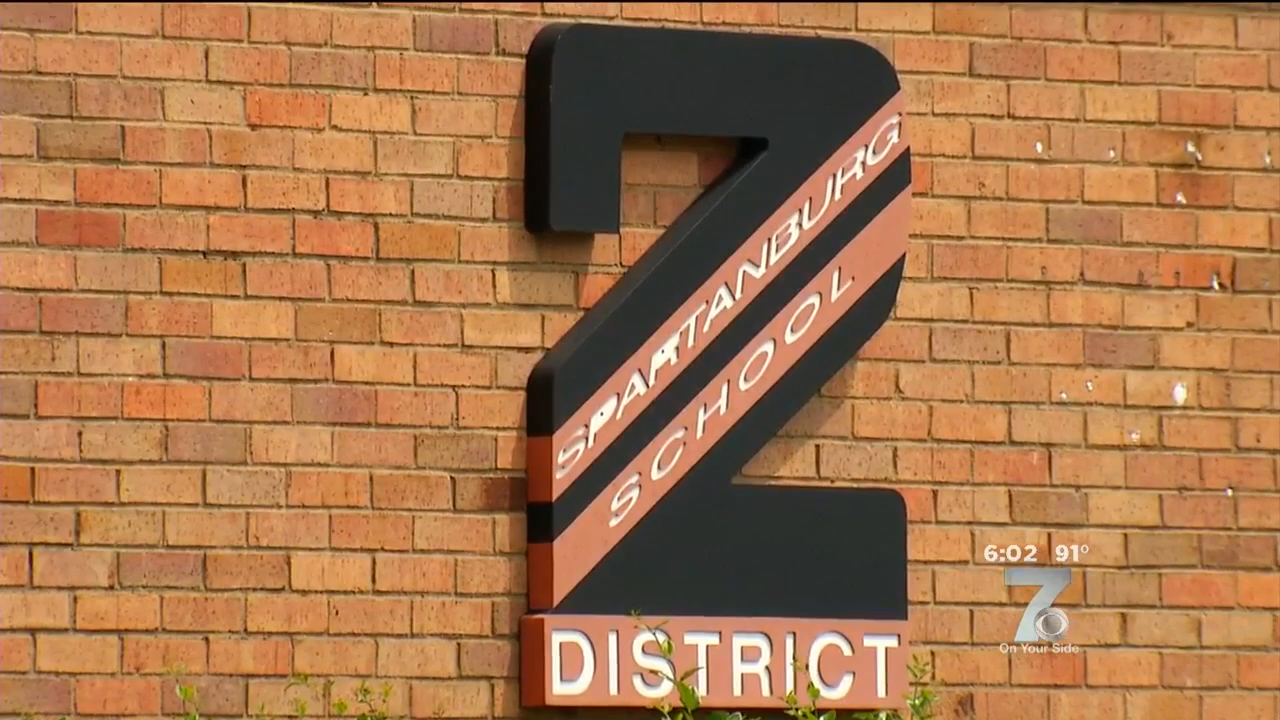 2
SPARTANBURG
SCHOOL
DISTRICT
6:02 91°
7
On Your Side